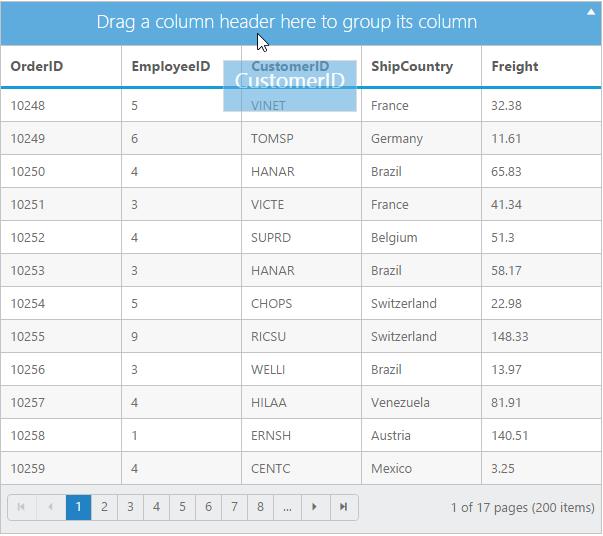 Drag a column header here to group its column
OrderID EmployeeID CustomerID ShipCountry Freight
CustomerID
10248 5 VINET France 32.38
10249 6 TOMSP Germany 11.61
10250 4 HANAR Brazil 65.83
10251 3 VICTE France 41.34
10252 4 SUPRD Belgium 51.3
10253 3 HANAR Brazil 58.17
10254 5 CHOPS Switzerland 22.98
10255 9 RICSU Switzerland 148.33
10256 3 WELLI Brazil 13.97
10257 4 HILAA Venezuela 81.91
10258 1 ERNSH Austria 140.51
10259 4 CENTC Mexico 3.25
1 2 3 4 5 6 7 8 ... 1 of 17 pages (200 items)